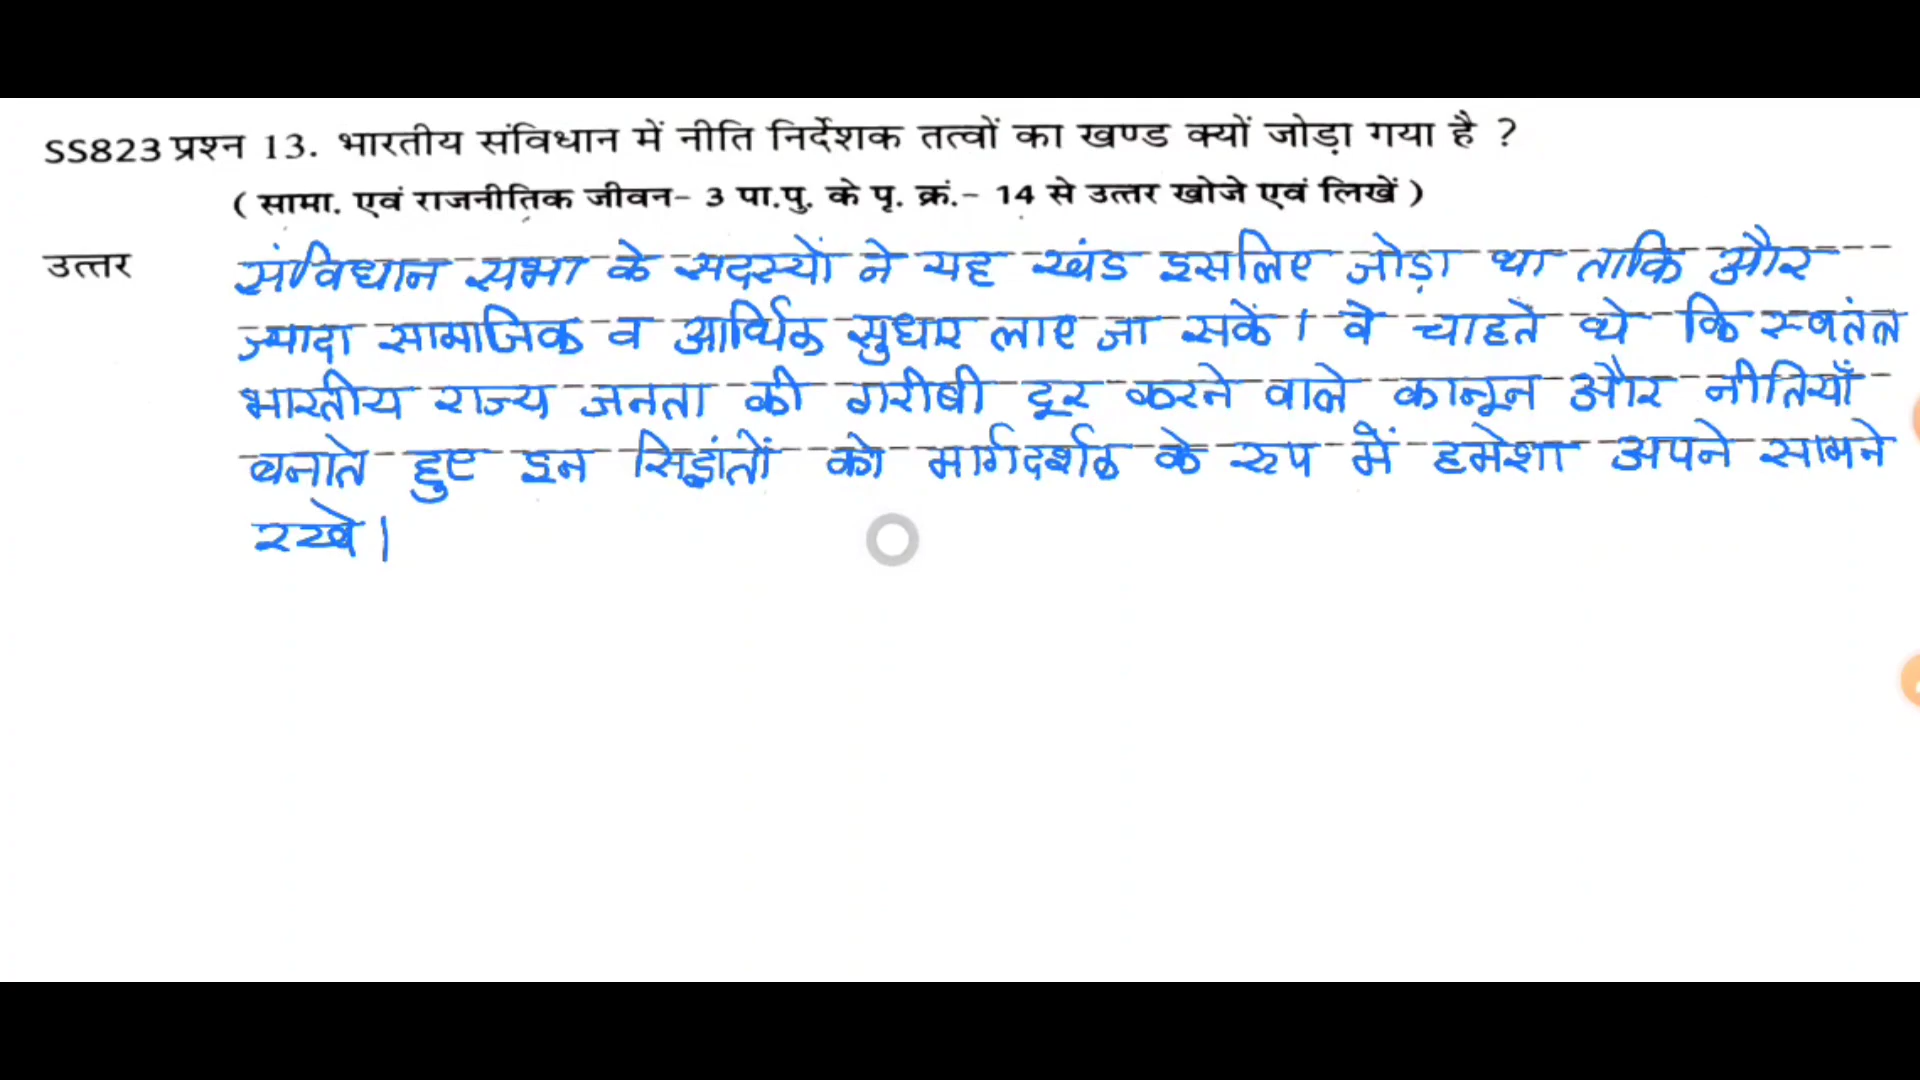 SS823 प्रश्न 13. भारतीय संविधान में नीति निर्देशक तत्वों का खण्ड क्यों जोड़ा गया है ?
( सामा. एवं राजनीतिक जीवन- 3 पा.पु. के पृ. क्रं.- 14 से उत्तर खोजे एवं लिखें )
उत्तर संविधान सभा के सदस्यों ने यह खंड इसलिए जोड़ा था ताकि और
ज्यादा सामाजिक व आर्थिक सुधार लाए जा सकें। वे चाहते थे कि स्वतंत्र
भारतीय राज्य जनता की गरीबी दूर करने वाले कानून और नीतियाँ
बनाते हुए इन सिद्धांतों को मार्गदर्शक के रूप में हमेशा अपने सामने
रखे।